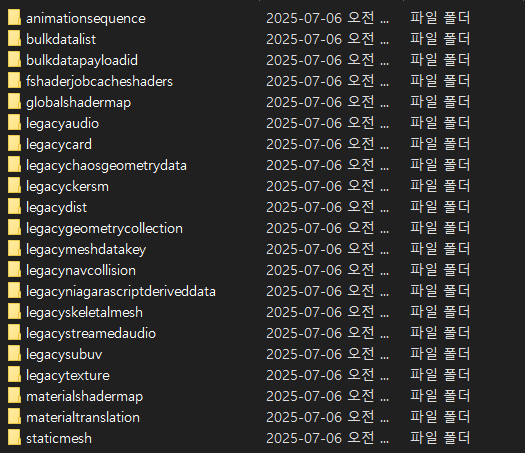 animationsequence 2025-07-06 오전 ... 파일 폴더
bulkdatalist 2025-07-06 오전 ... 파일 폴더
bulkdatapayloadid 2025-07-06 오전 ... 파일 폴더
fshaderjobcacheshaders 2025-07-06 오전 ... 파일 폴더
globalshadermap 2025-07-06 오전 ... 파일 폴더
legacyaudio 2025-07-06 오전 ... 파일 폴더
legacycard 2025-07-06 오전 ... 파일 폴더
legacychaosgeometrydata 2025-07-06 오전 ... 파일 폴더
legacyckersm 2025-07-06 오전 ... 파일 폴더
legacydist 2025-07-06 오전 ... 파일 폴더
legacygeometrycollection 2025-07-06 오전 ... 파일 폴더
legacymeshdatakey 2025-07-06 오전 ... 파일 폴더
legacynavcollision 2025-07-06 오전 ... 파일 폴더
legacyniagarascriptderiveddata 2025-07-06 오전 ... 파일 폴더
legacyskeletalmesh 2025-07-06 오전 ... 파일 폴더
legacystreamedaudio 2025-07-06 오전 ... 파일 폴더
legacysubuv 2025-07-06 오전 ... 파일 폴더
legacytexture 2025-07-06 오전 ... 파일 폴더
materialshadermap 2025-07-06 오전 ... 파일 폴더
materialtranslation 2025-07-06 오전 ... 파일 폴더
staticmesh 2025-07-06 오전 ... 파일 폴더